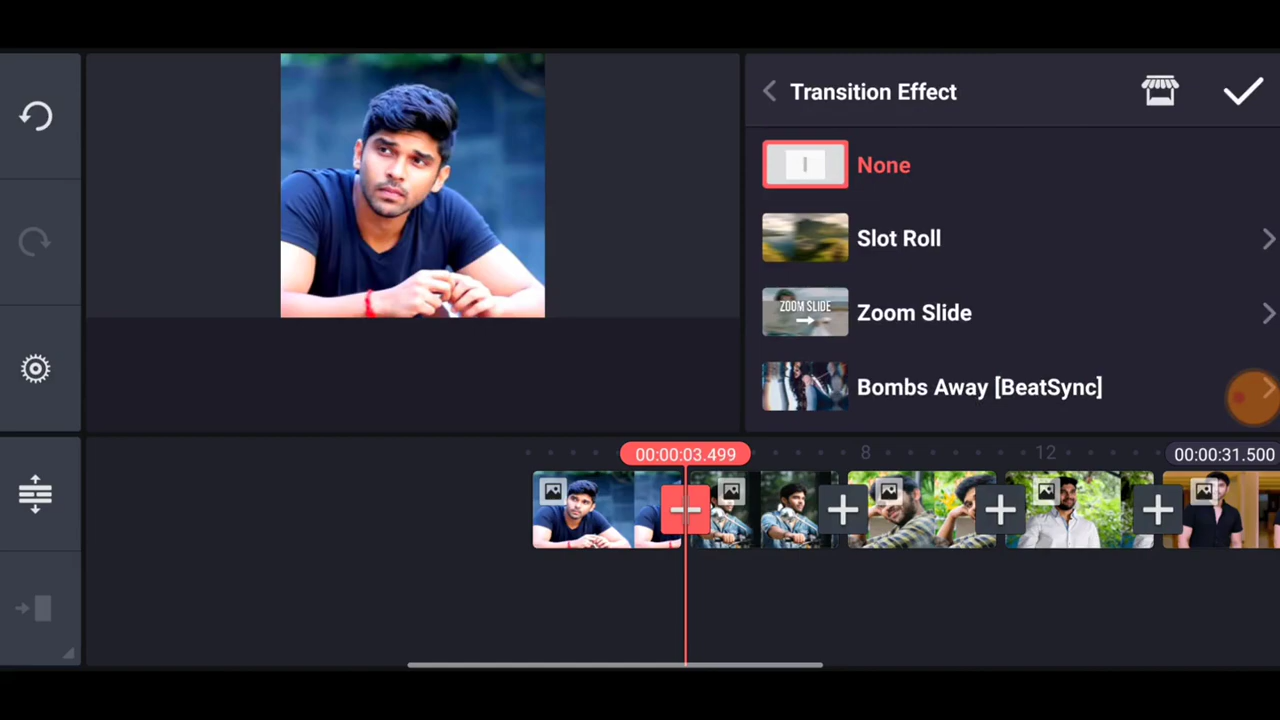 Transition Effect
None
Slot Roll
ZOOM SLIDE
Zoom Slide
Bombs Away [BeatSync]
00:00:03.499
8
12
00:00:31.500